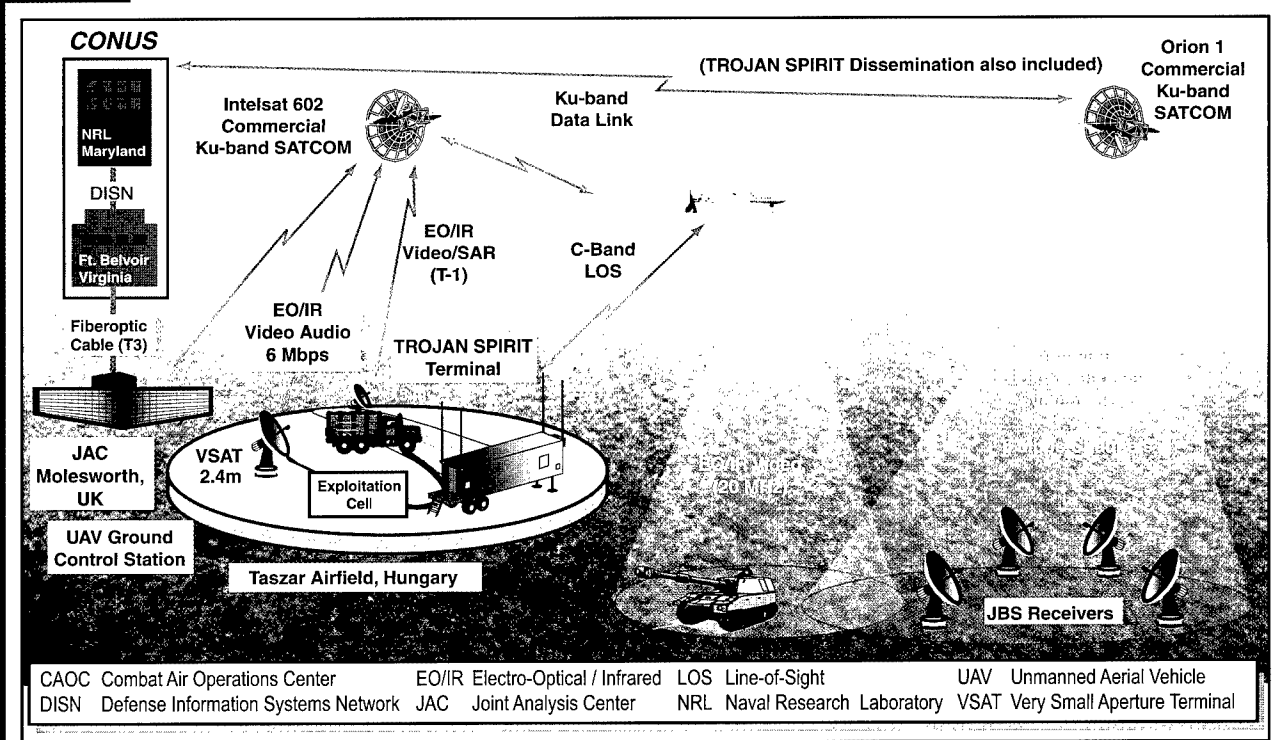 CONUS
NRL
Maryland
DISN
Ft. Belvoir
Virginia
Fiberoptic
Cable (T3)
JAC
Molesworth,
UK
UAV Ground
Control Station
Intelsat 602
Commercial
Ku-band SATCOM
(TROJAN SPIRIT Dissemination also included)
Ku-band
Data Link
Orion 1
Commercial
Ku-band
SATCOM
EO/IR
Video/SAR
(T-1)
C-Band
LOS
EO/IR
Video Audio
6 Mbps
TROJAN SPIRIT
Terminal
VSAT
2.4m
Exploitation
Cell
Taszar Airfield, Hungary
JBS Receivers
CAOC Combat Air Operations Center
DISN Defense Information Systems Network
EO/IR Electro-Optical / Infrared
JAC Joint Analysis Center
LOS Line-of-Sight
NRL Naval Research Laboratory
UAV Unmanned Aerial Vehicle
VSAT Very Small Aperture Terminal